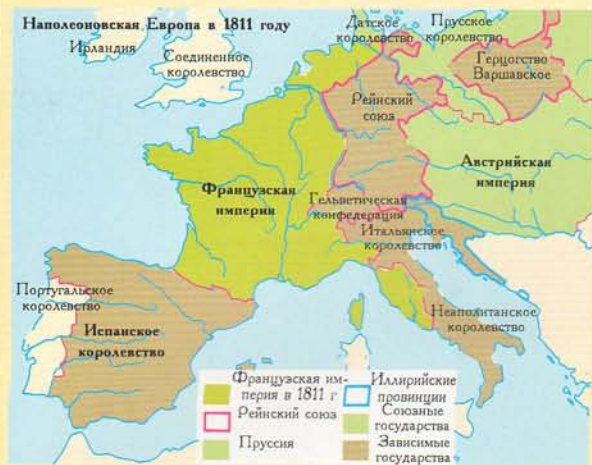 Наполеоновская Европа в 1811 году
Ирландия
Соединенное
королевство
Датское
королевство
Прусское
королевство
Герцогство
Варшавское
Рейнский
союз
Австрийская
империя
Французская
империя
Гельветическая
конфедерация
Итальянское
королевство
Португальское
королевство
Испанское
королевство
Неаполитанское
королевство
Французская им-
перия в 1811 г
Рейнский союз
Пруссия
Иллирийские
провинции
Союзные
государства
Зависимые
государства